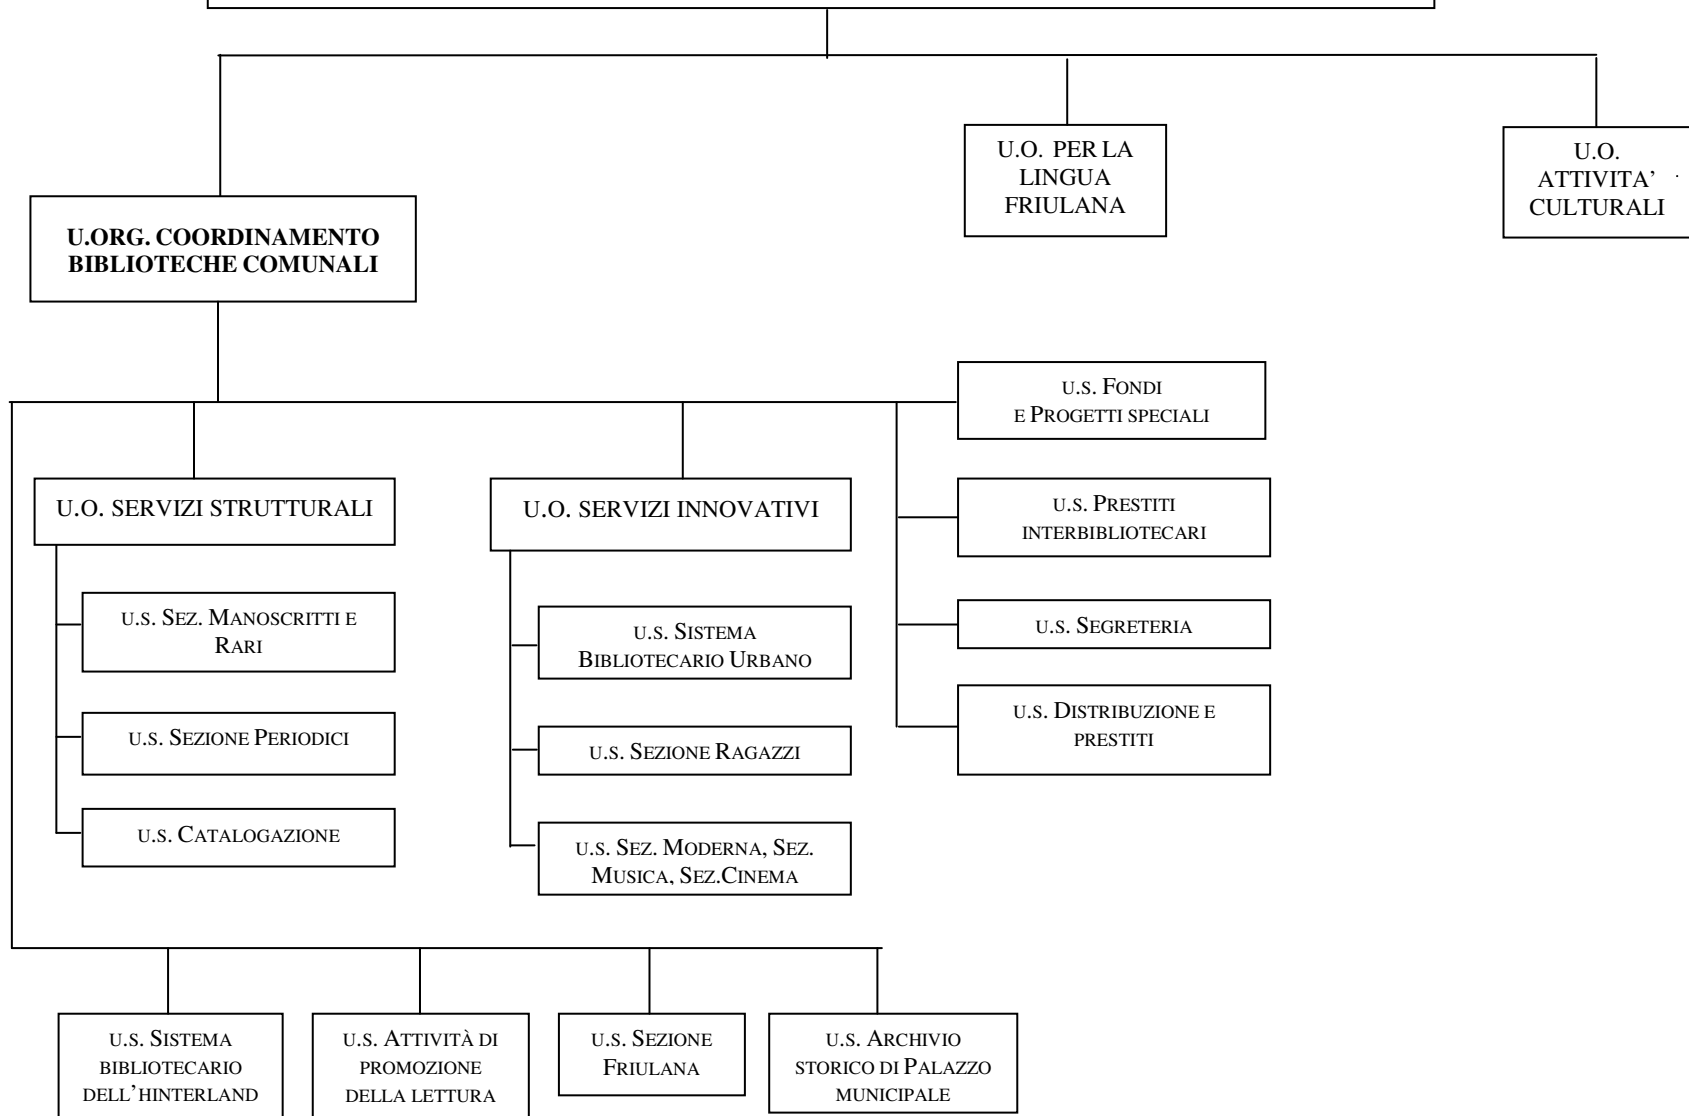 U.O. PER LA
LINGUA
FRIULANA
U.O.
ATTIVITA’
CULTURALI
U.ORG. COORDINAMENTO
BIBLIOTECHE COMUNALI
U.S. FONDI
E PROGETTI SPECIALI
U.O. SERVIZI STRUTTURALI
U.O. SERVIZI INNOVATIVI
U.S. PRESTITI
INTERBIBLIOTECARI
U.S. SEZ. MANOSCRITTI E
RARI
U.S. SISTEMA
BIBLIOTECARIO URBANO
U.S. SEGRETERIA
U.S. SEZIONE PERIODICI
U.S. SEZIONE RAGAZZI
U.S. DISTRIBUZIONE E
PRESTITI
U.S. CATALOGAZIONE
U.S. SEZ. MODERNA, SEZ.
MUSICA, SEZ.CINEMA
U.S. SISTEMA
BIBLIOTECARIO
DELL’HINTERLAND
U.S. ATTIVITÀ DI
PROMOZIONE
DELLA LETTURA
U.S. SEZIONE
FRIULANA
U.S. ARCHIVIO
STORICO DI PALAZZO
MUNICIPALE